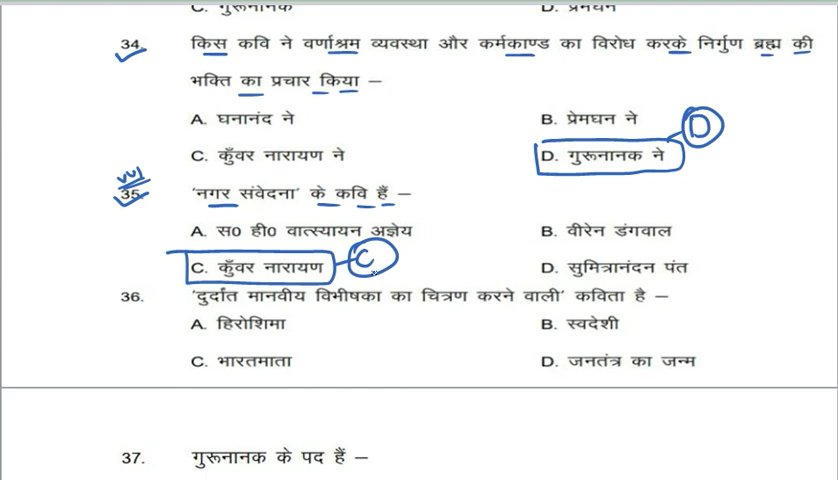 C. गुरूनानक D. प्रेमघन
34. किस कवि ने वर्णाश्रम व्यवस्था और कर्मकाण्ड का विरोध करके निर्गुण ब्रह्म की
भक्ति का प्रचार किया –
A. घनानंद ने B. प्रेमघन ने D
C. कुँवर नारायण ने D. गुरूनानक ने
35. 'नगर संवेदना' के कवि हैं –
A. स0 ही0 वात्स्यायन अज्ञेय B. वीरेन डंगवाल
C. कुँवर नारायण C D. सुमित्रानंदन पंत
36. 'दुर्दांत मानवीय विभीषका का चित्रण करने वाली' कविता है –
A. हिरोशिमा B. स्वदेशी
C. भारतमाता D. जनतंत्र का जन्म
37. गुरूनानक के पद हैं –